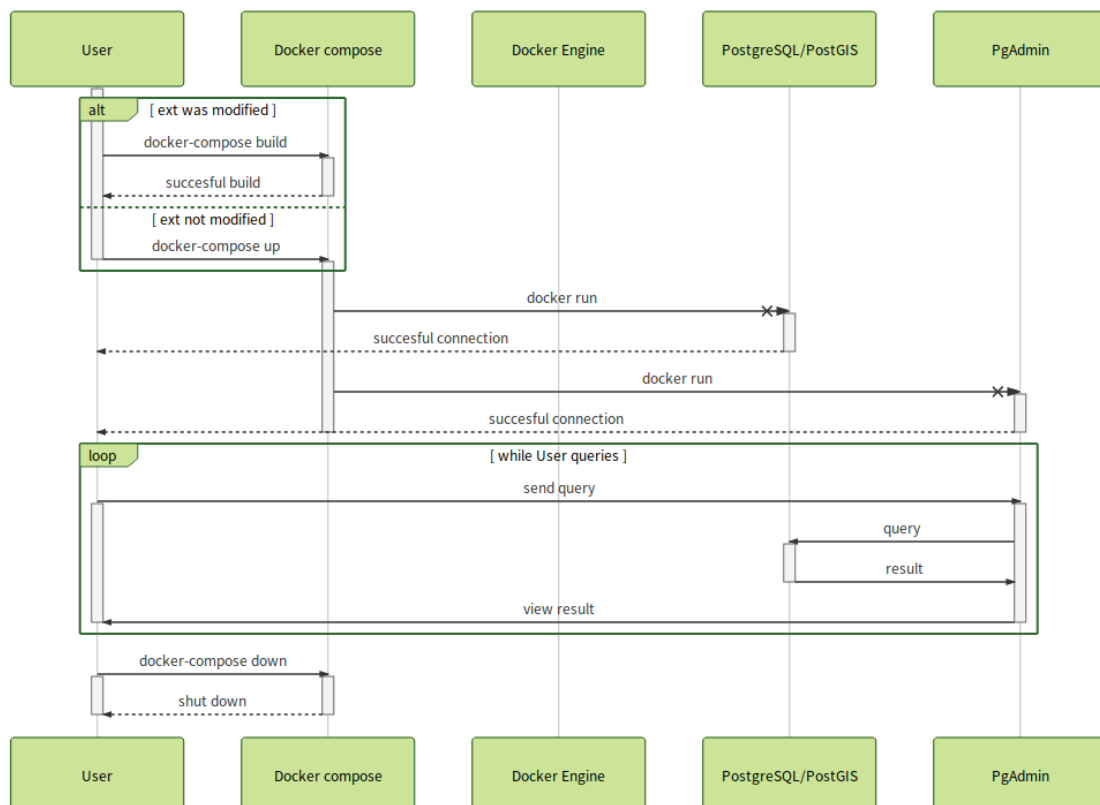 User
Docker compose
Docker Engine
PostgreSQL/PostGIS
PgAdmin
alt
[ ext was modified ]
docker-compose build
succesful build
[ ext not modified ]
docker-compose up
docker run
succesful connection
docker run
succesful connection
loop
[ while User queries ]
send query
query
result
view result
docker-compose down
shut down
User
Docker compose
Docker Engine
PostgreSQL/PostGIS
PgAdmin